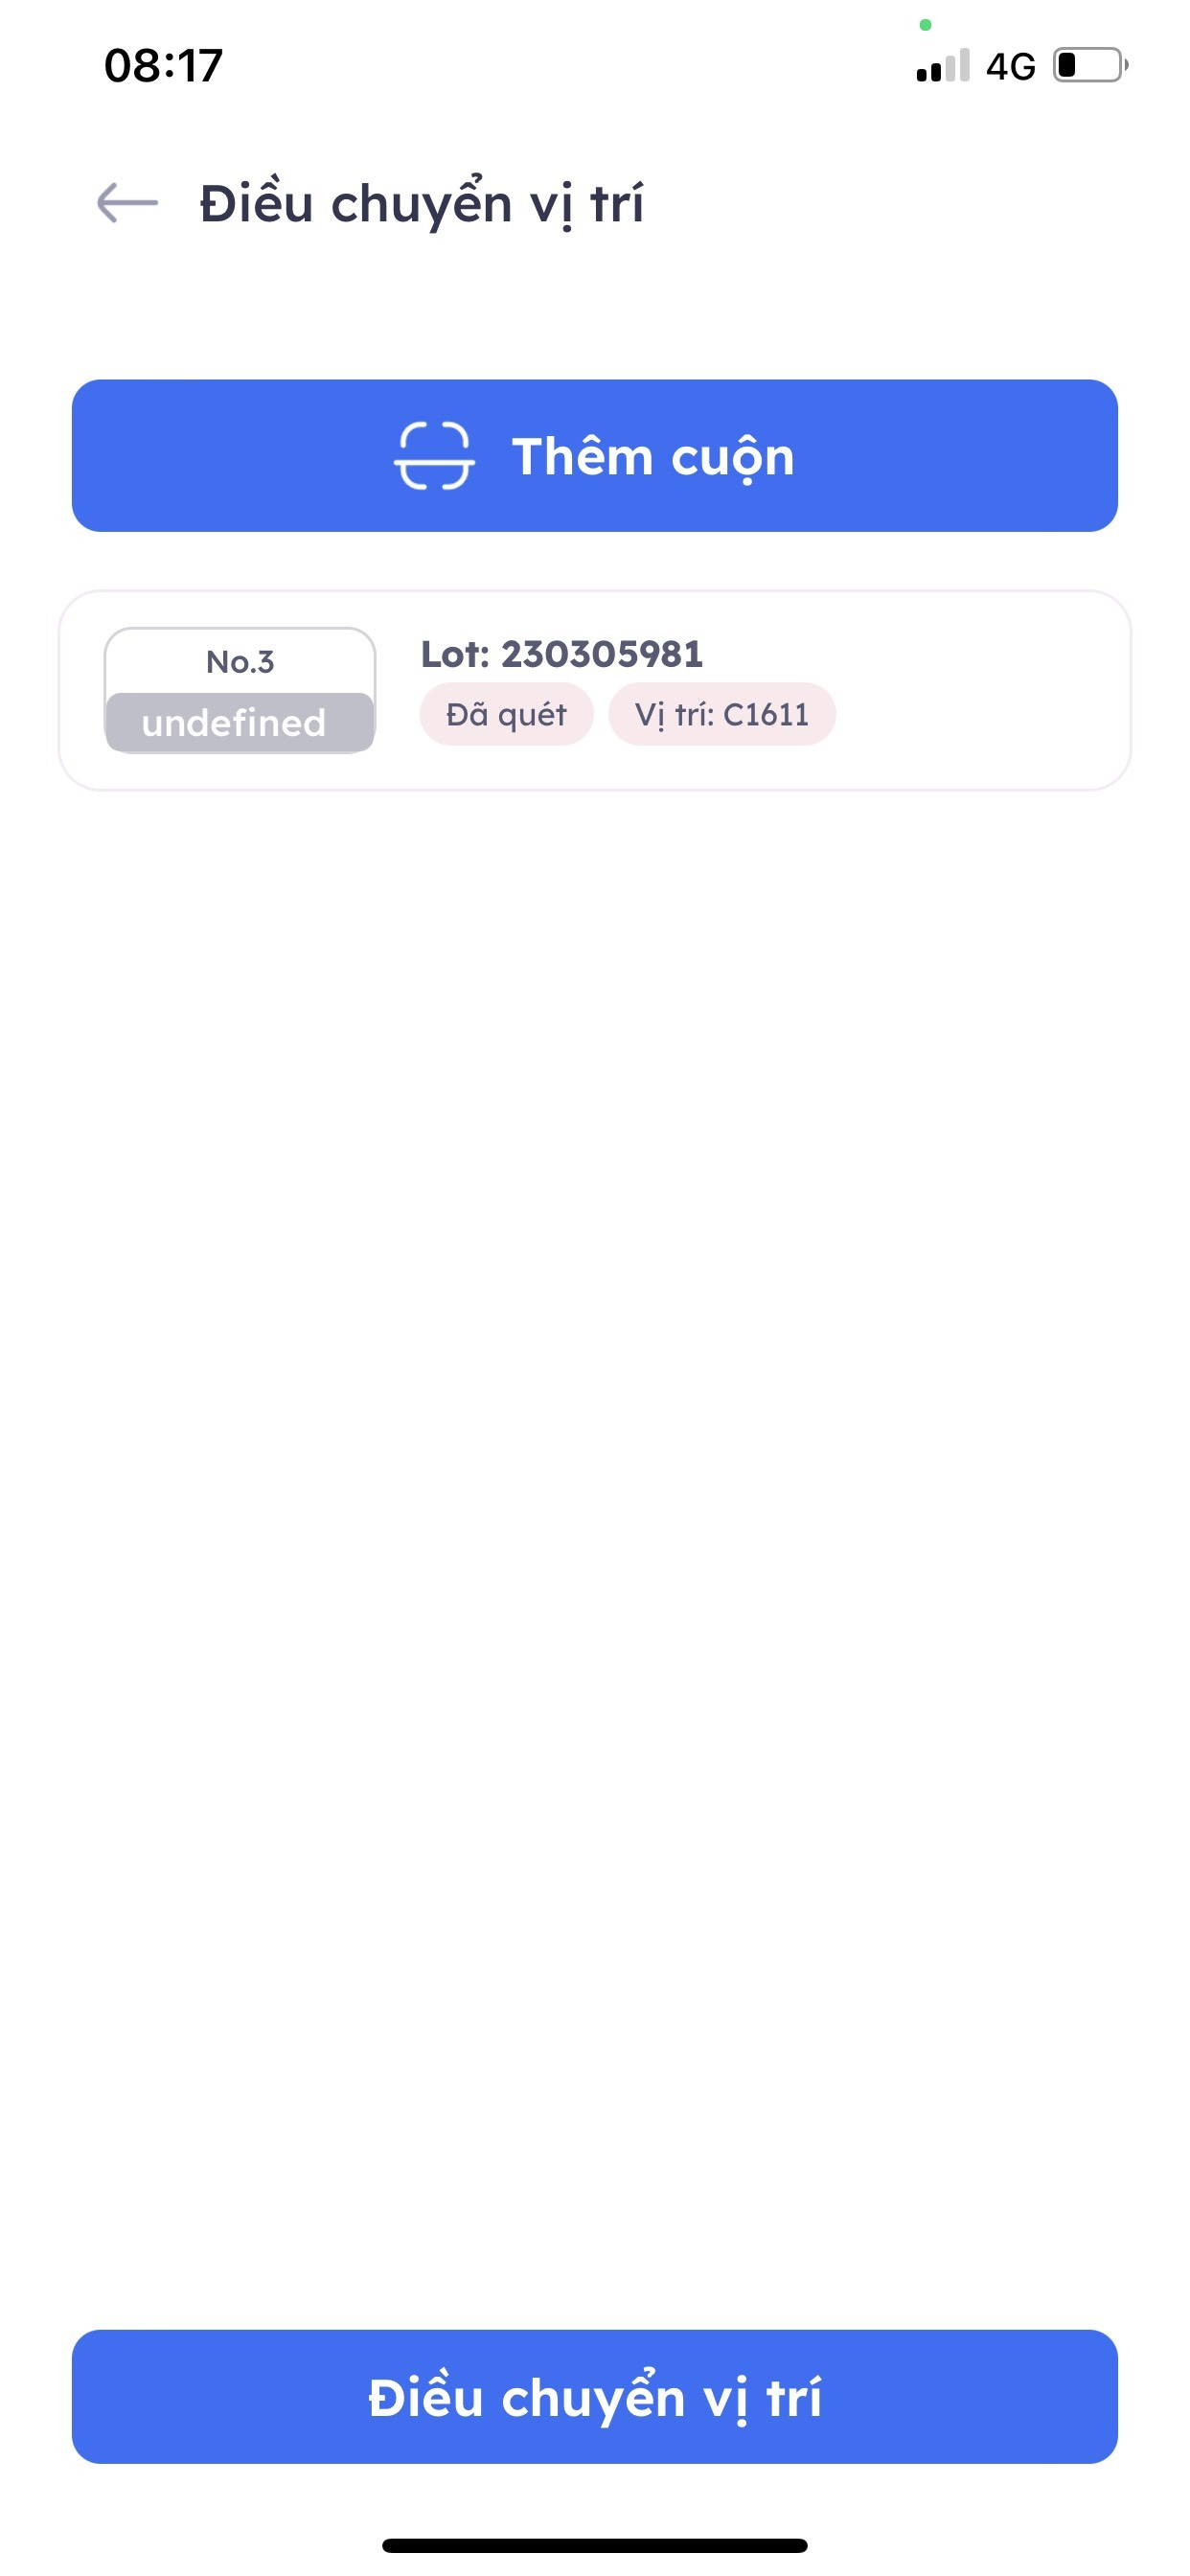 08:17
4G
Điều chuyển vị trí
Thêm cuộn
No.3
undefined
Lot: 230305981
Đã quét
Vị trí: C1611
Điều chuyển vị trí